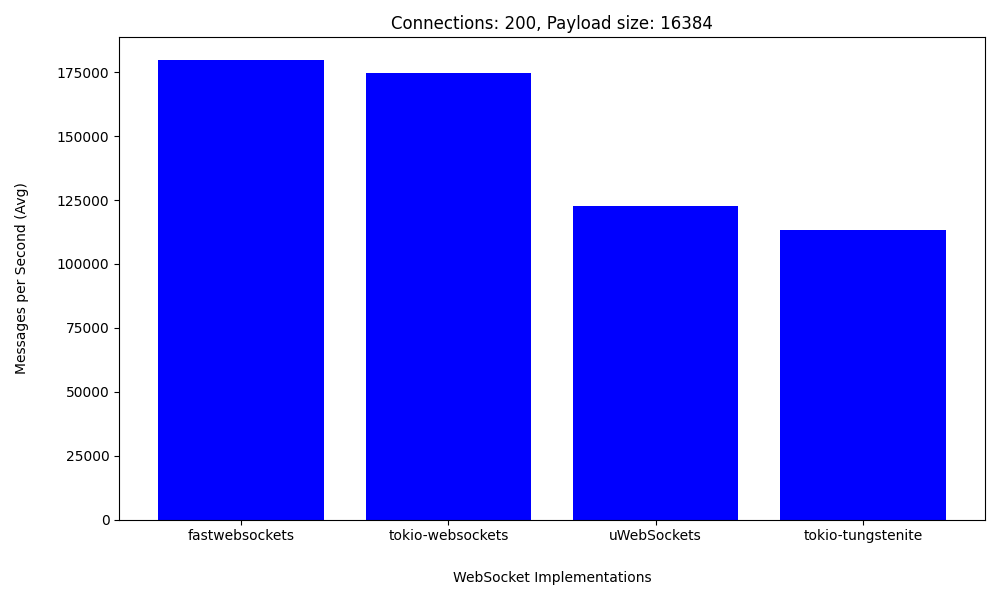 Connections: 200, Payload size: 16384
Messages per Second (Avg)
175000
150000
125000
100000
75000
50000
25000
0
fastwebsockets
tokio-websockets
uWebSockets
tokio-tungstenite
WebSocket Implementations